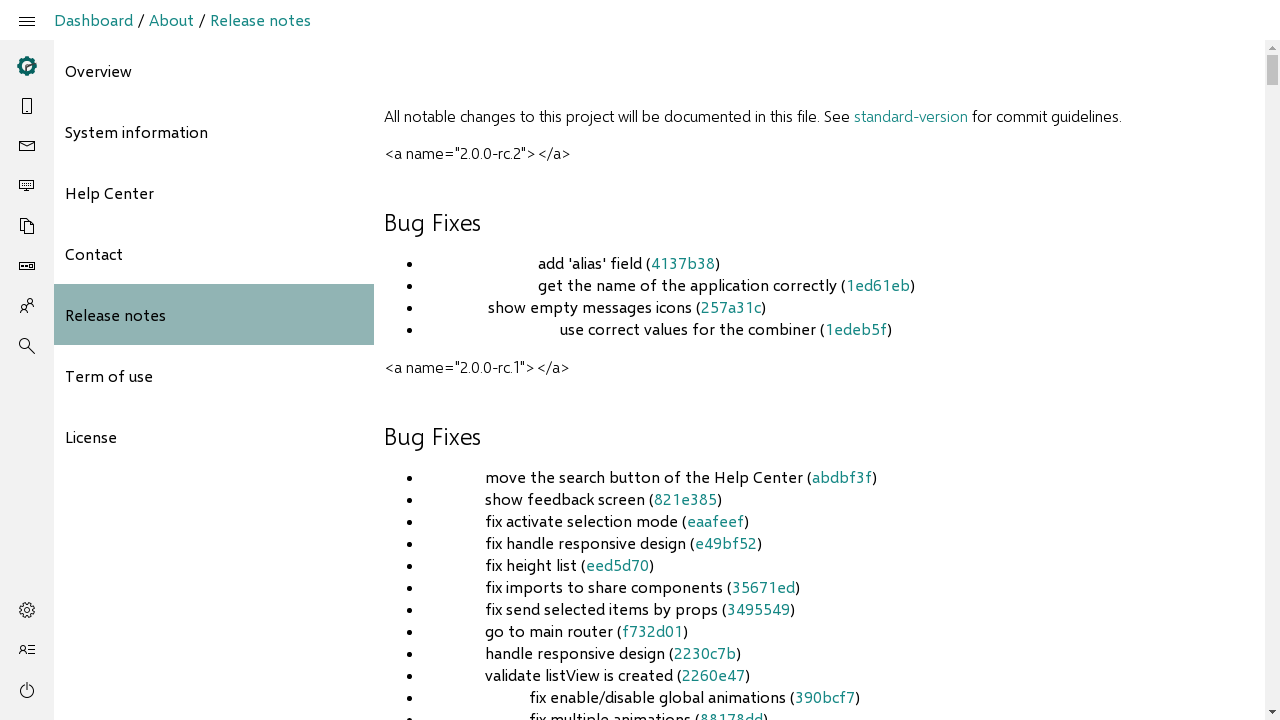 Dashboard / About / Release notes
Overview
System information
Help Center
Contact
Release notes
Term of use
License
All notable changes to this project will be documented in this file. See standard-version for commit guidelines.
<a name="2.0.0-rc.2"></a>
Bug Fixes
add 'alias' field (4137b38)
get the name of the application correctly (1ed61eb)
show empty messages icons (257a31c)
use correct values for the combiner (1edeb5f)
<a name="2.0.0-rc.1"></a>
Bug Fixes
move the search button of the Help Center (abdbf3f)
show feedback screen (821e385)
fix activate selection mode (eaafeef)
fix handle responsive design (e49bf52)
fix height list (eed5d70)
fix imports to share components (35671ed)
fix send selected items by props (3495549)
go to main router (f732d01)
handle responsive design (2230c7b)
validate listView is created (2260e47)
fix enable/disable global animations (390bcf7)
fix multiple animations (88178dd)